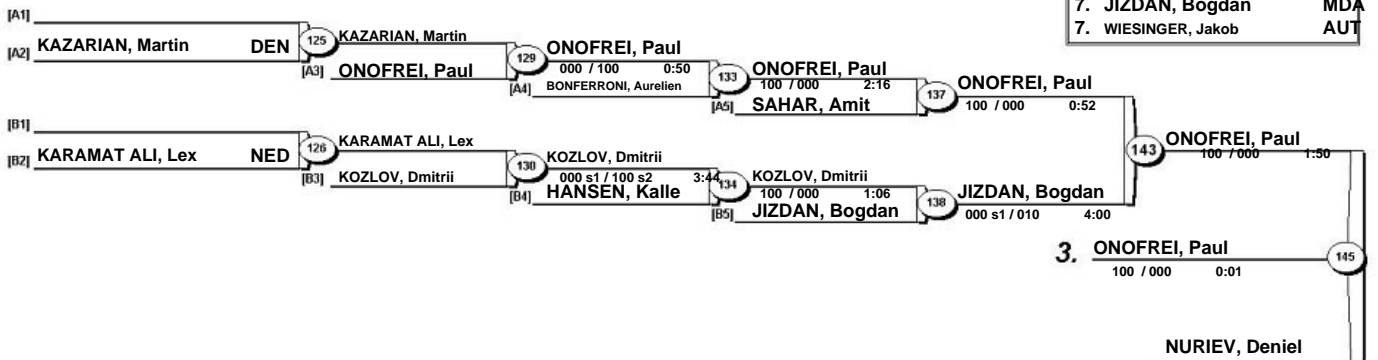 7. JIZDAN, Bogdan MDA
7. WIESINGER, Jakob AUT
[A1]
[A2] KAZARIAN, Martin DEN
125
KAZARIAN, Martin
[A3] ONOFREI, Paul
129
ONOFREI, Paul
000 / 100 0:50
[A4] BONFERRONI, Aurelien
133
ONOFREI, Paul
100 / 000 2:16
[A5] SAHAR, Amit
137
ONOFREI, Paul
100 / 000 0:52
[B1]
[B2] KARAMAT ALI, Lex NED
126
KARAMAT ALI, Lex
[B3] KOZLOV, Dmitrii
130
KOZLOV, Dmitrii
000 s1 / 100 s2 3:44
[B4] HANSEN, Kalle
134
KOZLOV, Dmitrii
100 / 000 1:06
[B5] JIZDAN, Bogdan
138
JIZDAN, Bogdan
000 s1 / 010 4:00
143
ONOFREI, Paul
100 / 000 1:50
3. ONOFREI, Paul
100 / 000 0:01
145
NURIEV, Deniel